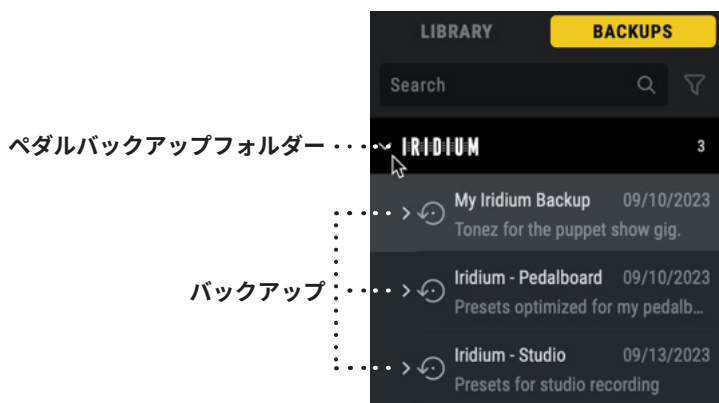 LIBRARY BACKUPS
Search
ペダルバックアップフォルダー IRIDIUM 3
My Iridium Backup 09/10/2023
Tonez for the puppet show gig.
バックアップ
Iridium - Pedalboard 09/10/2023
Presets optimized for my pedalb...
Iridium - Studio 09/13/2023
Presets for studio recording